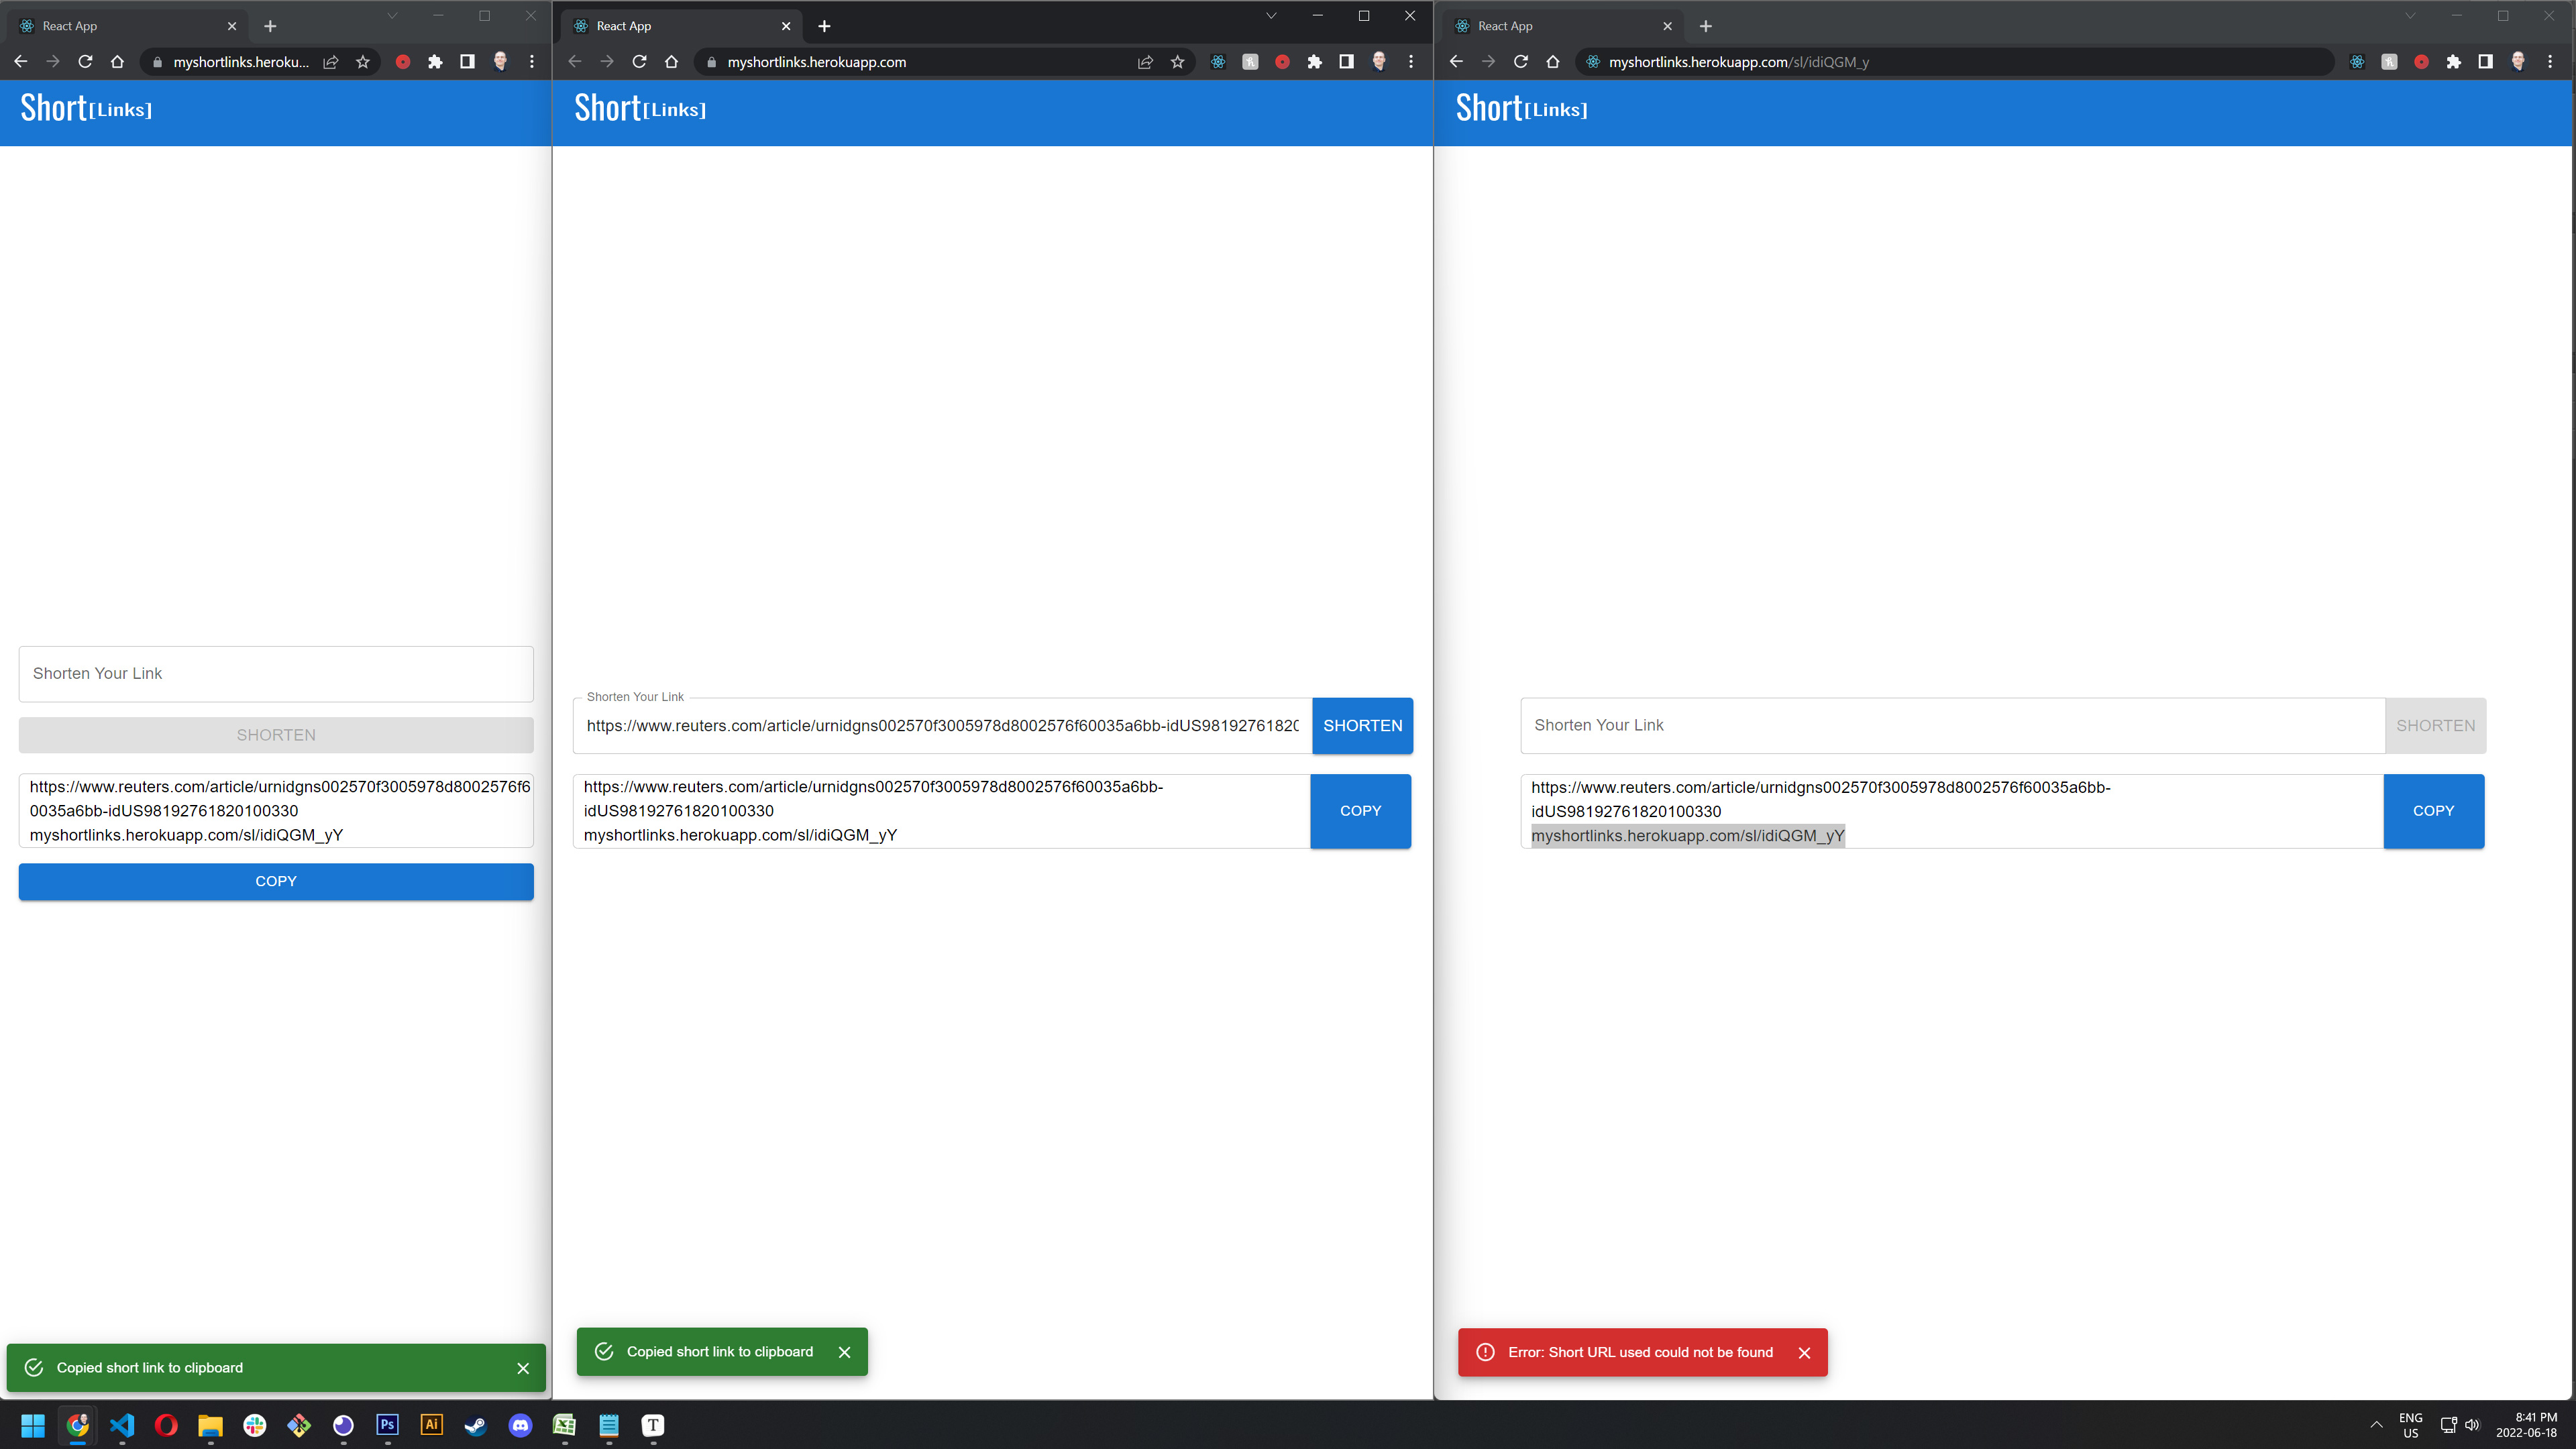 React App
myshortlinks.heroku...
Short[Links]
Shorten Your Link
SHORTEN
https://www.reuters.com/article/urnidgns002570f3005978d8002576f6
0035a6bb-idUS98192761820100330
myshortlinks.herokuapp.com/sl/idiQGM_yY
COPY
Copied short link to clipboard
React App
myshortlinks.herokuapp.com
Short[Links]
Shorten Your Link
https://www.reuters.com/article/urnidgns002570f3005978d8002576f60035a6bb-idUS9819276182
SHORTEN
https://www.reuters.com/article/urnidgns002570f3005978d8002576f60035a6bb-
idUS98192761820100330
myshortlinks.herokuapp.com/sl/idiQGM_yY
COPY
Copied short link to clipboard
React App
myshortlinks.herokuapp.com/sl/idiQGM_y
Short[Links]
Shorten Your Link
SHORTEN
https://www.reuters.com/article/urnidgns002570f3005978d8002576f60035a6bb-
idUS98192761820100330
myshortlinks.herokuapp.com/sl/idiQGM_yY
COPY
Error: Short URL used could not be found
Ps
Ai
T
ENG
US
8:41 PM
2022-06-18